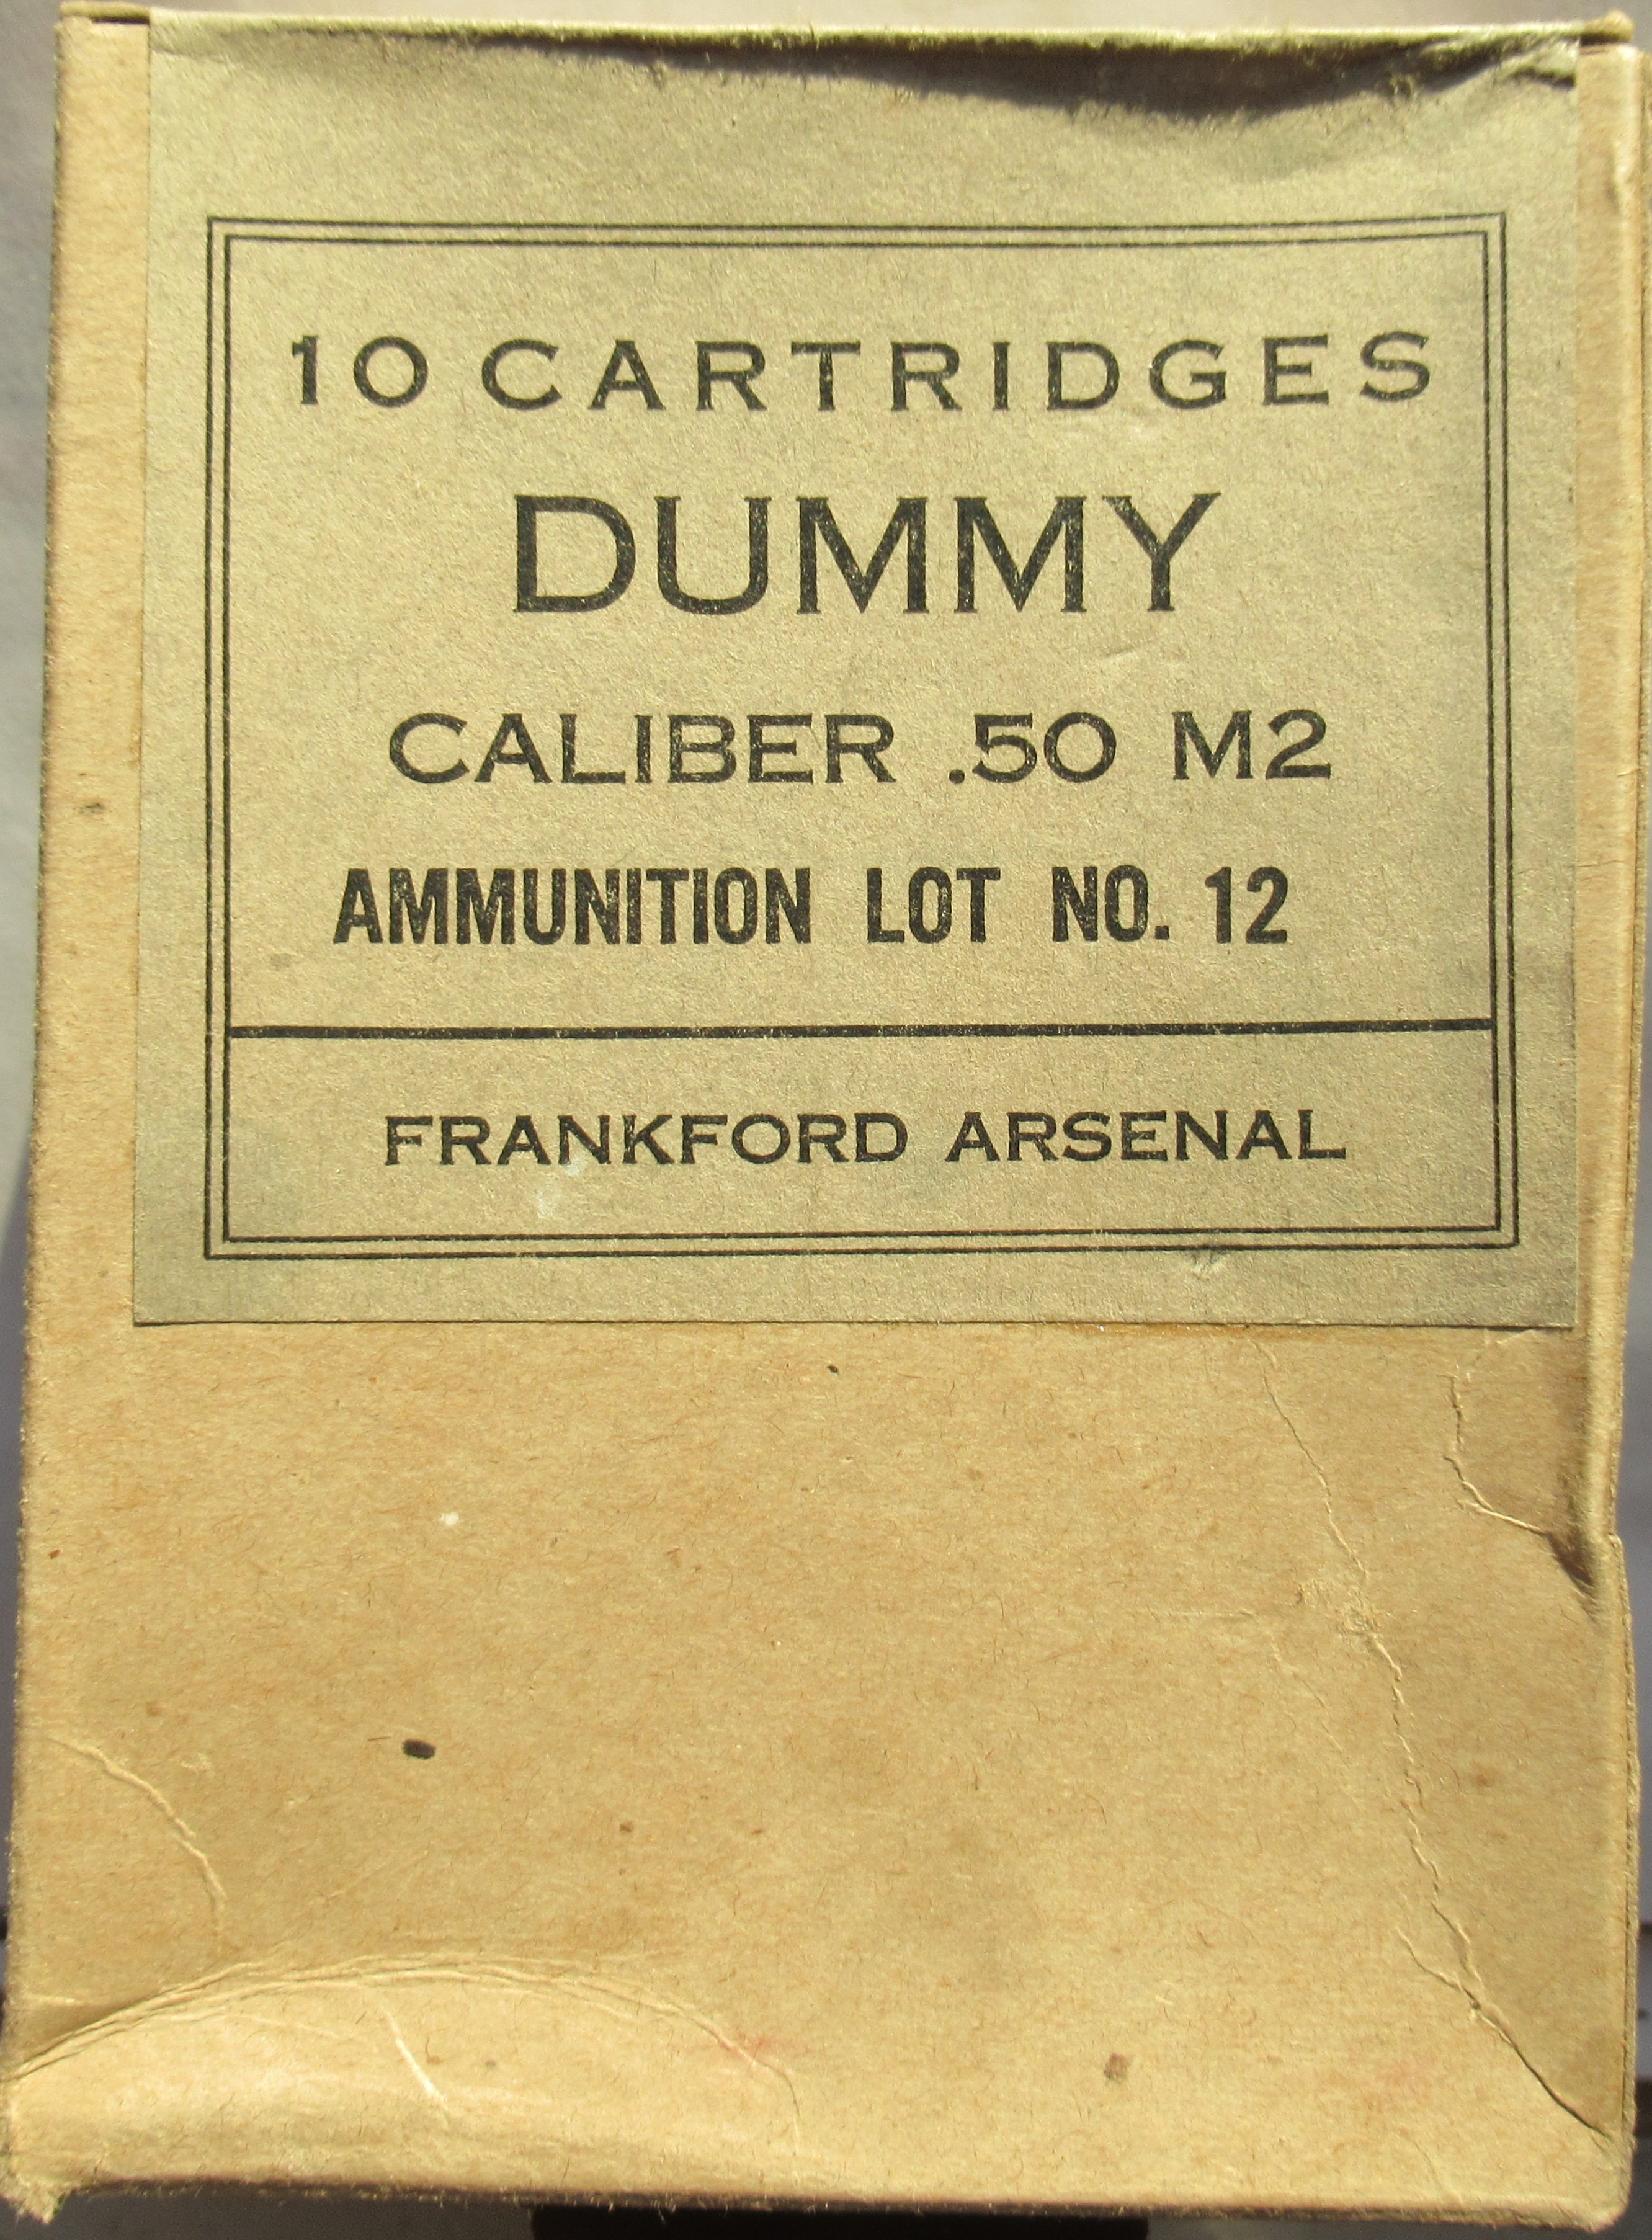 10 CARTRIDGES
DUMMY
CALIBER .50 M2
AMMUNITION LOT NO. 12
FRANKFORD ARSENAL